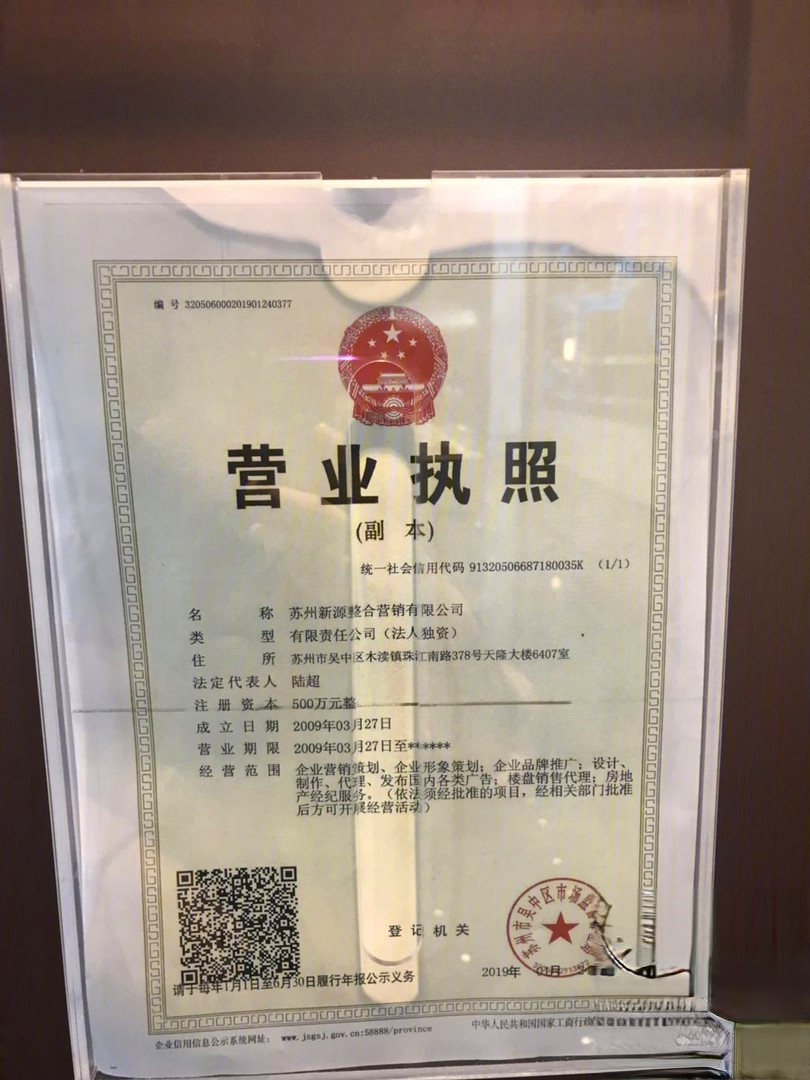 编 号 320506000201901240377
营业执照
(副 本)
统一社会信用代码 91320506687180035K (1/1)
名 称 苏州新源整合营销有限公司
类 型 有限责任公司(法人独资)
住 所 苏州市吴中区木渎镇珠江南路378号天隆大楼6407室
法定代表人 陆超
注 册 资 本 500万元整
成 立 日 期 2009年03月27日
营 业 期 限 2009年03月27日至******
经 营 范 围 企业营销策划、企业形象策划;企业品牌推广;设计、
制作、代理、发布国内各类广告;楼盘销售代理;房地
产经纪服务。(依法须经批准的项目,经相关部门批准
后方可开展经营活动)
登 记 机 关
苏州市吴中区市场监
2019年 月
请于每年1月1日至6月30日履行年报公示义务
企业信用信息公示系统网址: www.jsgsj.gov.cn:58888/province
中华人民共和国国家工商行政